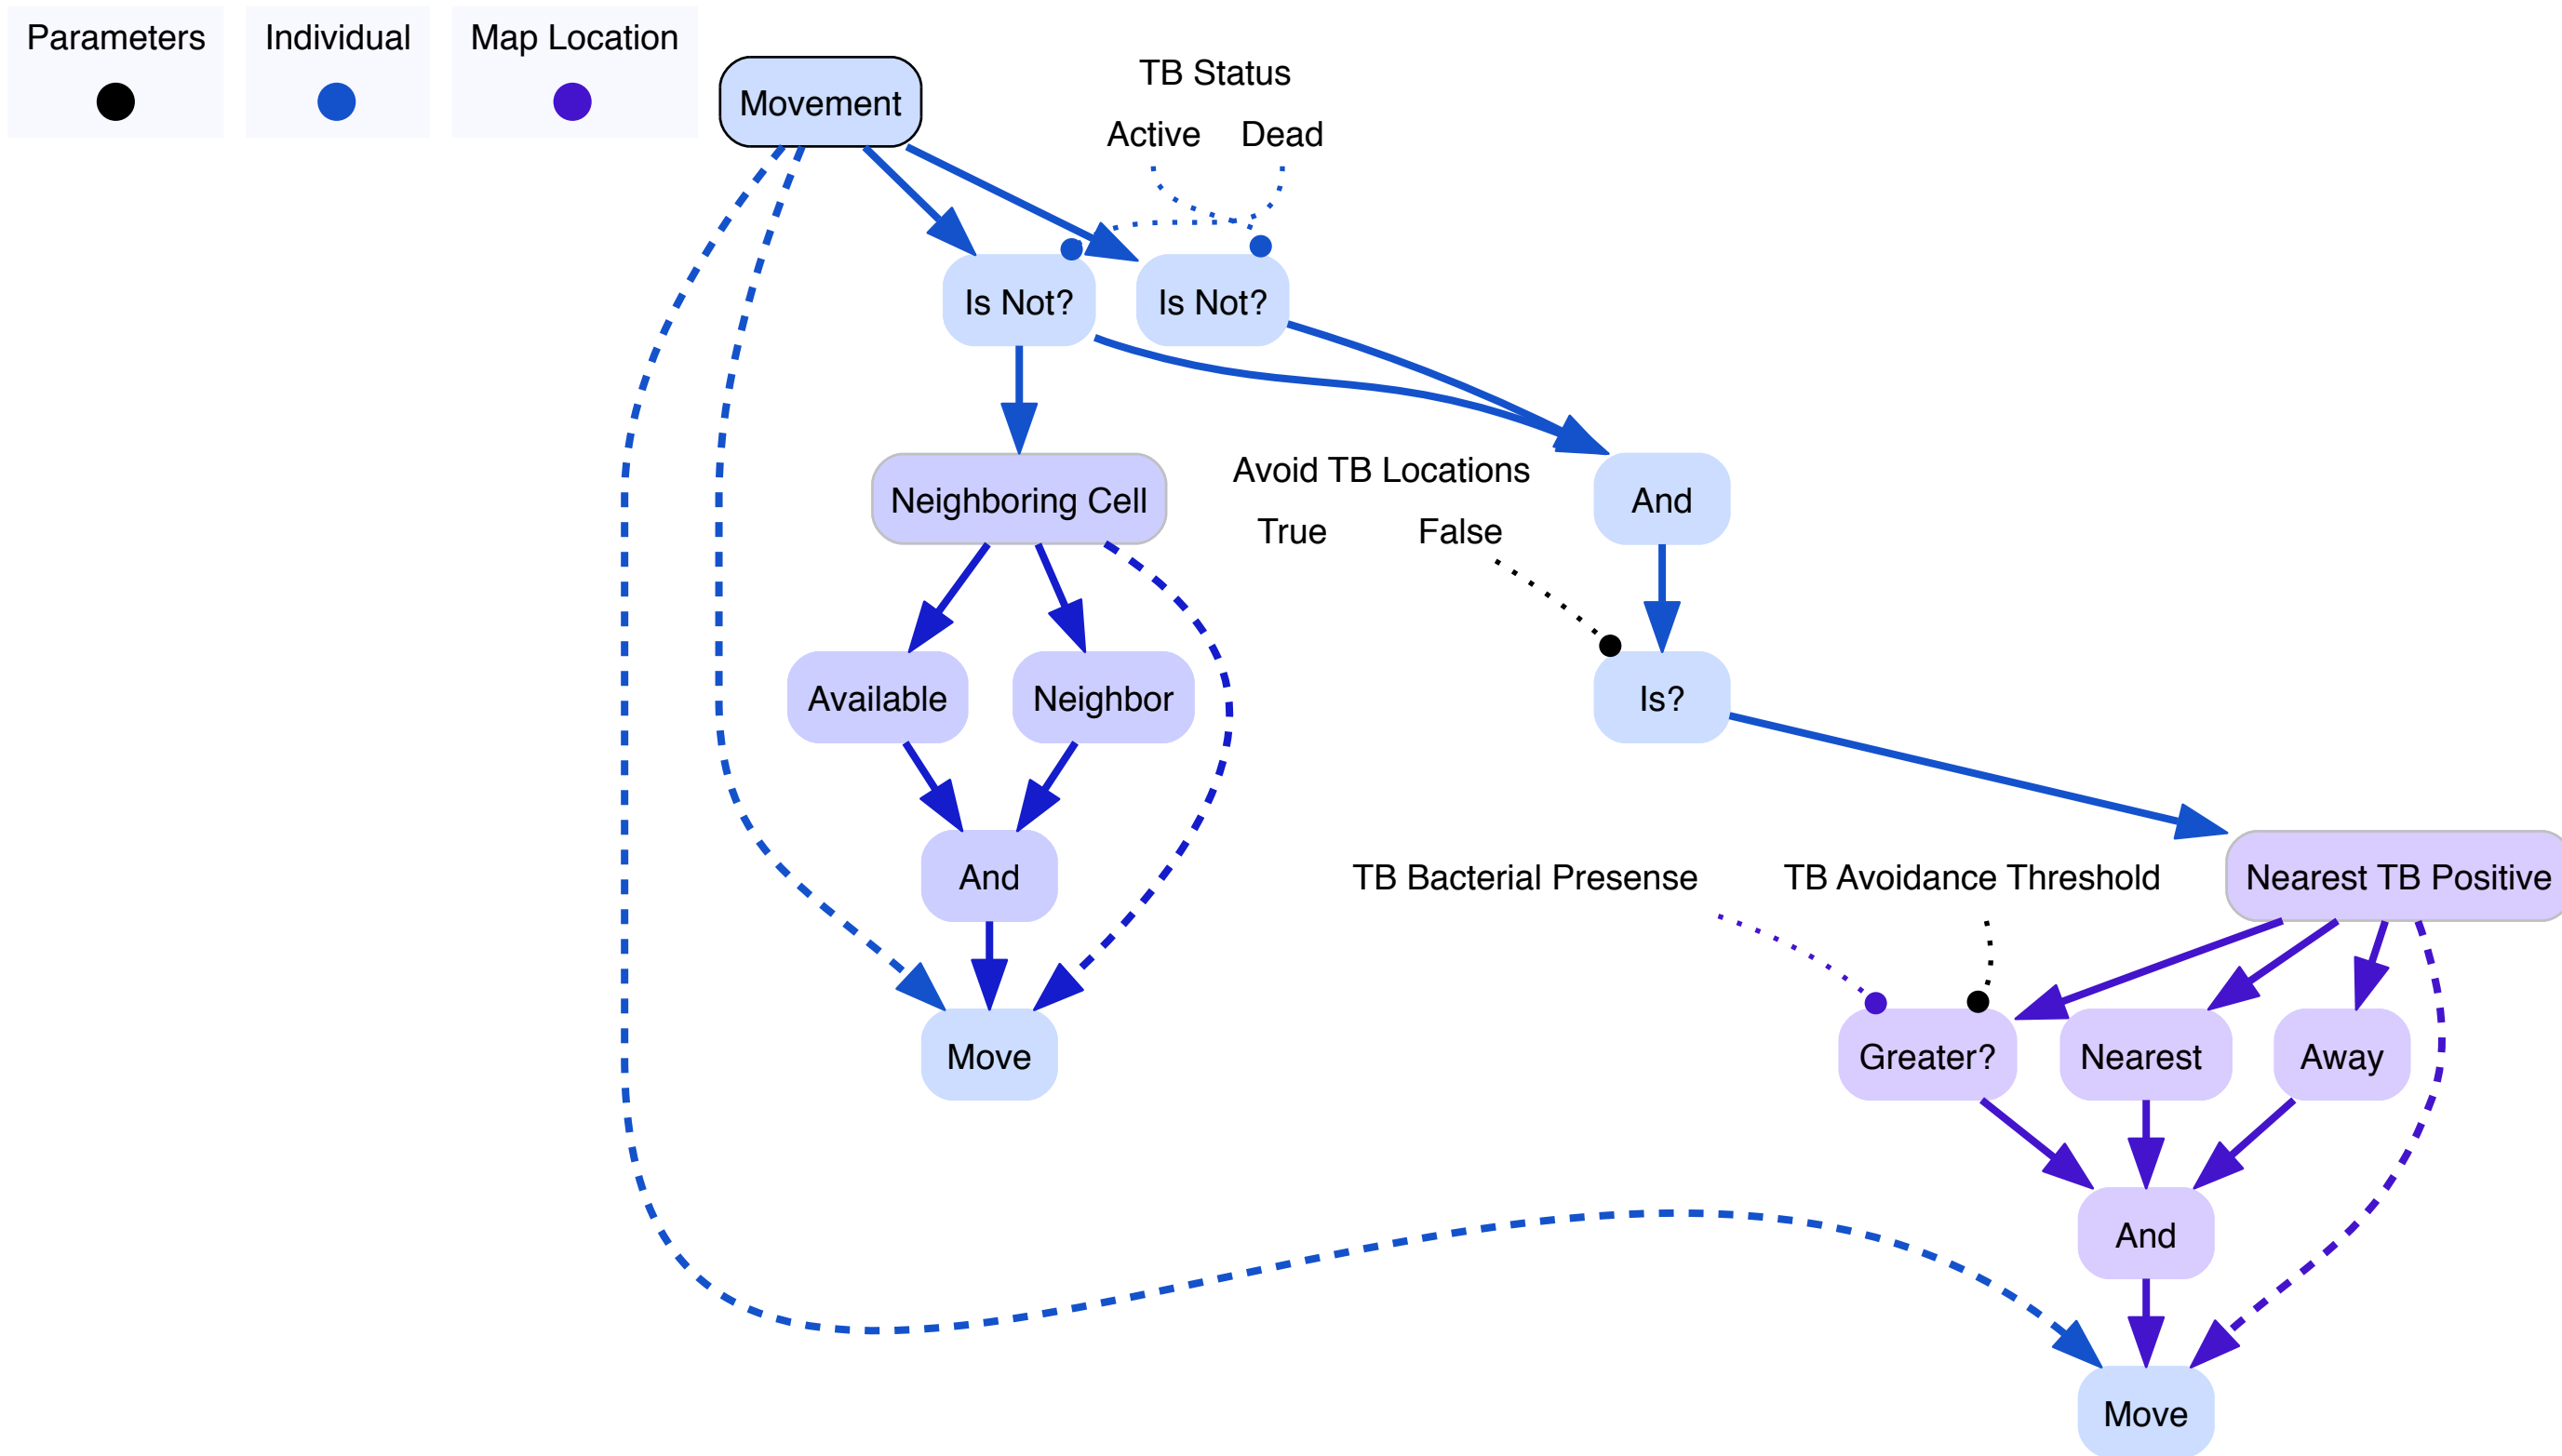 Parameters
Individual
Map Location
Movement
TB Status
Active
Dead
Is Not?
Is Not?
Neighboring Cell
Avoid TB Locations
True
False
And
Available
Neighbor
Is?
And
TB Bacterial Presense
TB Avoidance Threshold
Nearest TB Positive
Move
Greater?
Nearest
Away
And
Move